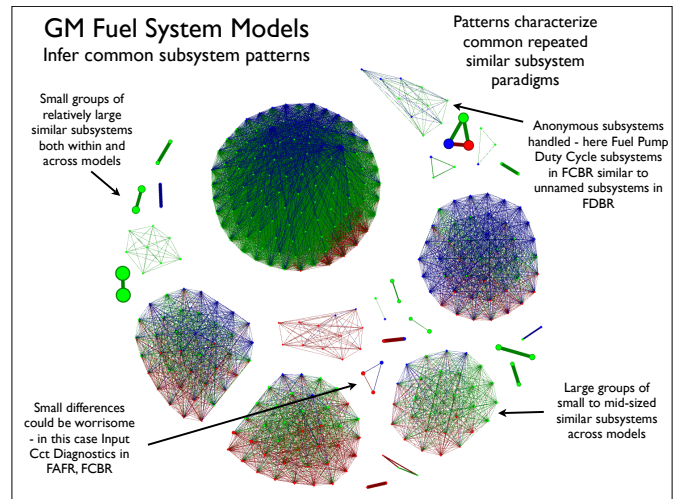 GM Fuel System Models
Infer common subsystem patterns
Patterns characterize
common repeated
similar subsystem
paradigms
Small groups of
relatively large
similar subsystems
both within and
across models
Anonymous subsystems
handled - here Fuel Pump
Duty Cycle subsystems
in FCBR similar to
unnamed subsystems in
FDBR
Small differences
could be worrisome
- in this case Input
Cct Diagnostics in
FAFR, FCBR
Large groups of
small to mid-sized
similar subsystems
across models